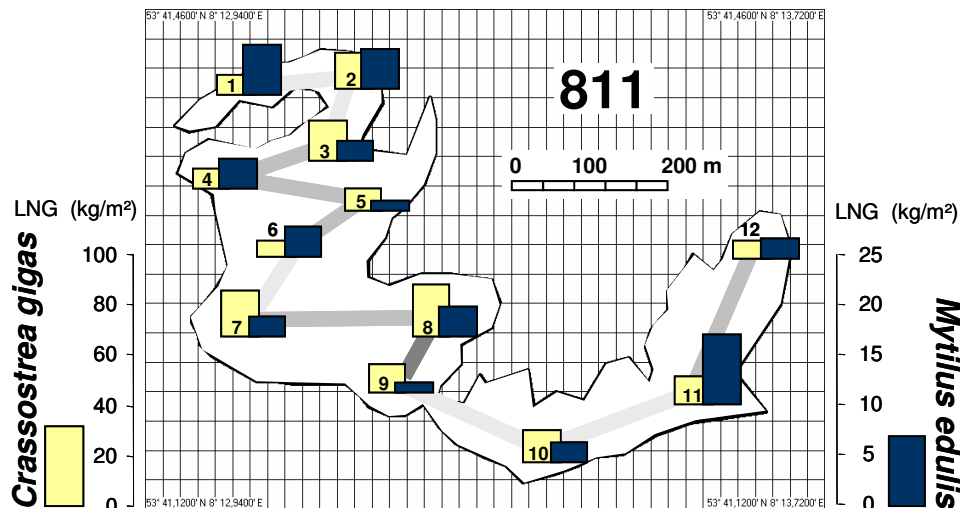 53° 41,4600' N 8° 12,9400' E
53° 41,4600' N 8° 13,7200' E
811
1
2
3
4
5
6
7
8
9
10
11
12
0 100 200 m
LNG (kg/m²)
100
80
60
40
20
0
Crassostrea gigas
LNG (kg/m²)
25
20
15
10
5
0
Mytilus edulis
53° 41,1200' N 8° 12,9400' E
53° 41,1200' N 8° 13,7200' E